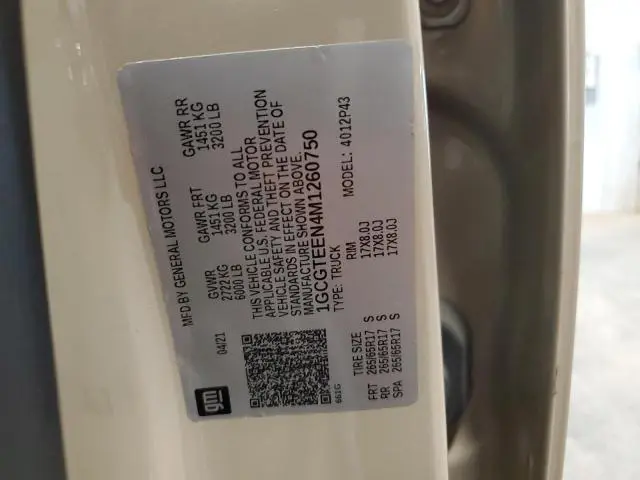 MFD BY GENERAL MOTORS LLC
04/21 GVWR GAWR FRT GAWR RR
2722 KG 1451 KG 1451 KG
6000 LB 3200 LB 3200 LB
THIS VEHICLE CONFORMS TO ALL
APPLICABLE U.S. FEDERAL MOTOR
VEHICLE SAFETY AND THEFT PREVENTION
STANDARDS IN EFFECT ON THE DATE OF
MANUFACTURE SHOWN ABOVE.
1GCGTEEN4M1260750
TYPE: TRUCK MODEL: 4012P43
gm
661G
TIRE SIZE RIM
FRT 265/65R17 S 17X8.0J
RR 265/65R17 S 17X8.0J
SPA 265/65R17 S 17X8.0J